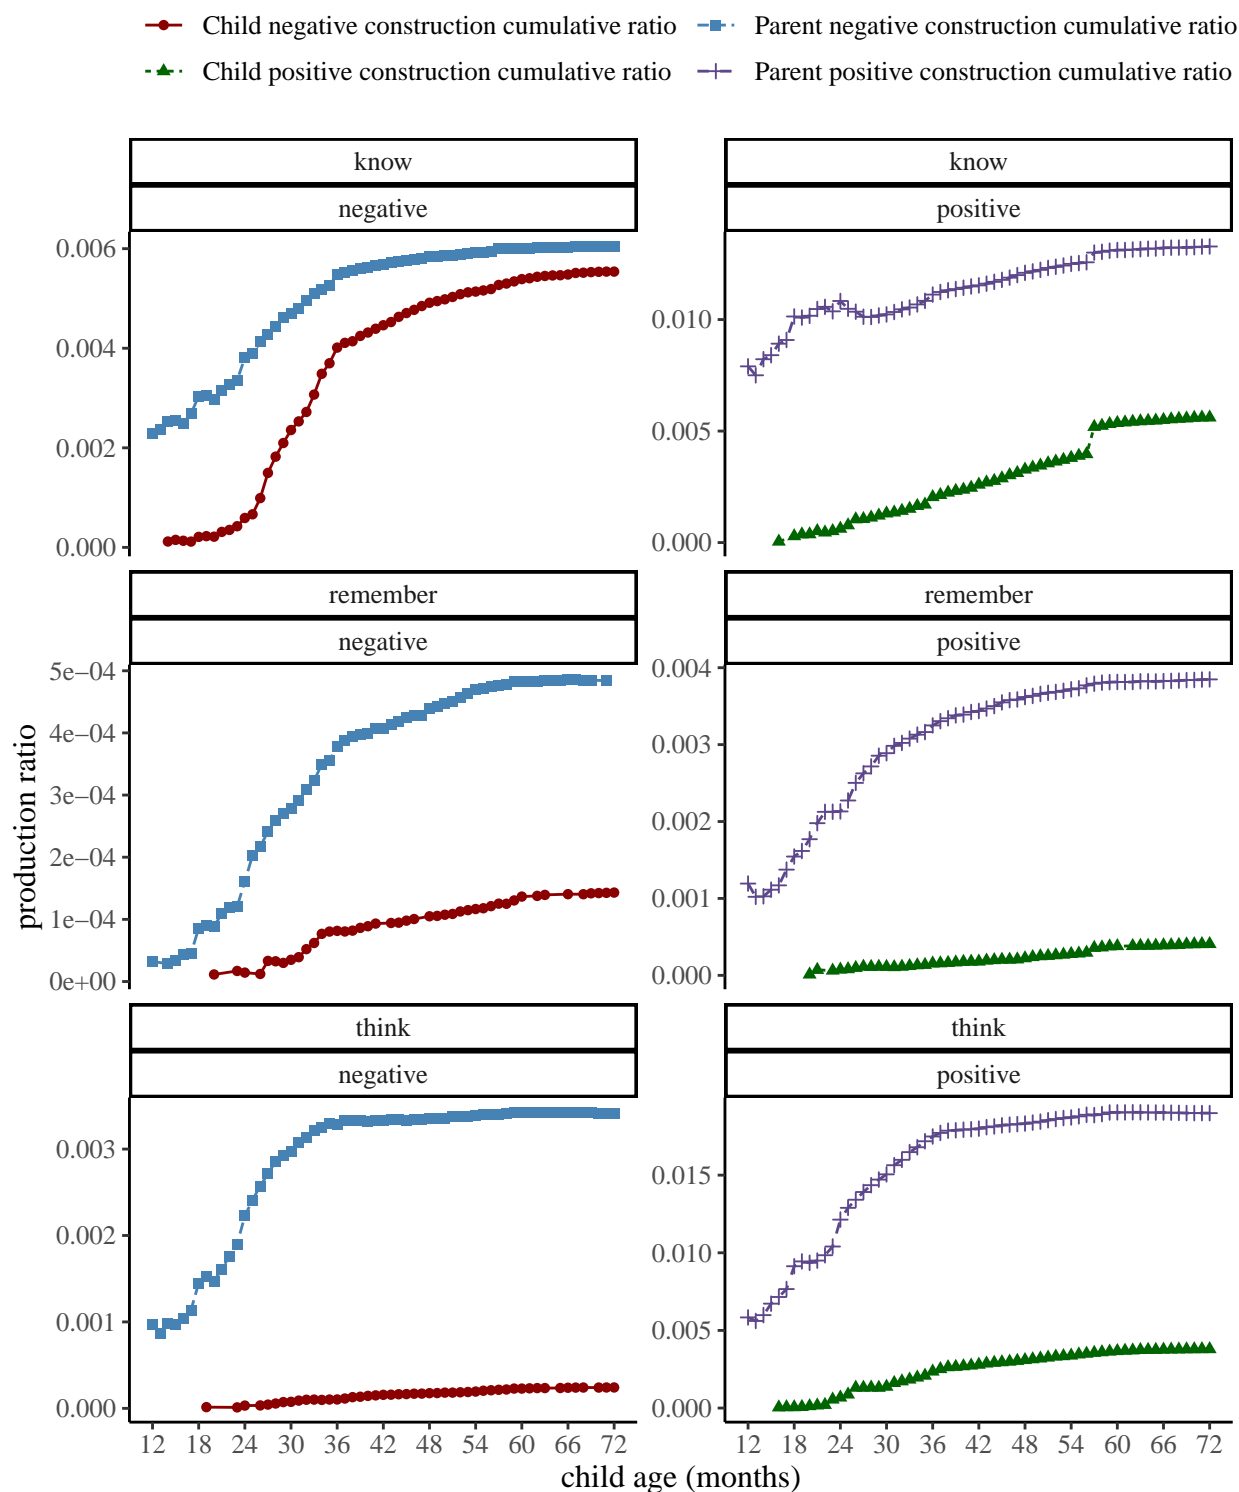 Child negative construction cumulative ratio Parent negative construction cumulative ratio
Child positive construction cumulative ratio Parent positive construction cumulative ratio
know
negative
0.006
0.004
0.002
0.000
know
positive
0.010
0.005
0.000
remember
negative
5e−04
4e−04
3e−04
2e−04
1e−04
0e+00
remember
positive
0.004
0.003
0.002
0.001
0.000
think
negative
0.003
0.002
0.001
0.000
12 18 24 30 36 42 48 54 60 66 72
think
positive
0.015
0.010
0.005
0.000
12 18 24 30 36 42 48 54 60 66 72
production ratio
child age (months)